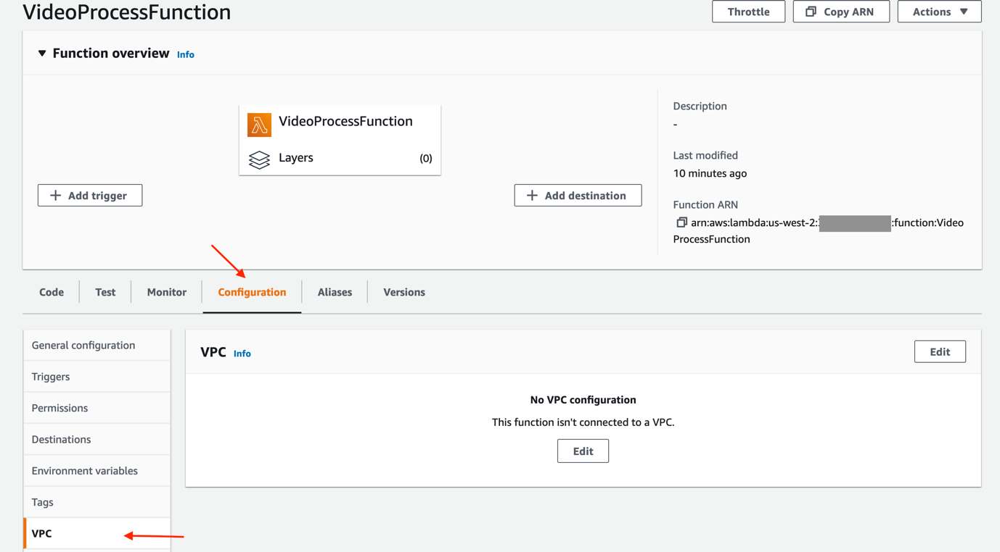 VideoProcessFunction
Throttle
Copy ARN
Actions
Function overview Info
VideoProcessFunction
Layers (0)
Add trigger
Add destination
Description
-
Last modified
10 minutes ago
Function ARN
arn:aws:lambda:us-west-2: :function:Video
ProcessFunction
Code
Test
Monitor
Configuration
Aliases
Versions
General configuration
Triggers
Permissions
Destinations
Environment variables
Tags
VPC
VPC Info
Edit
No VPC configuration
This function isn't connected to a VPC.
Edit